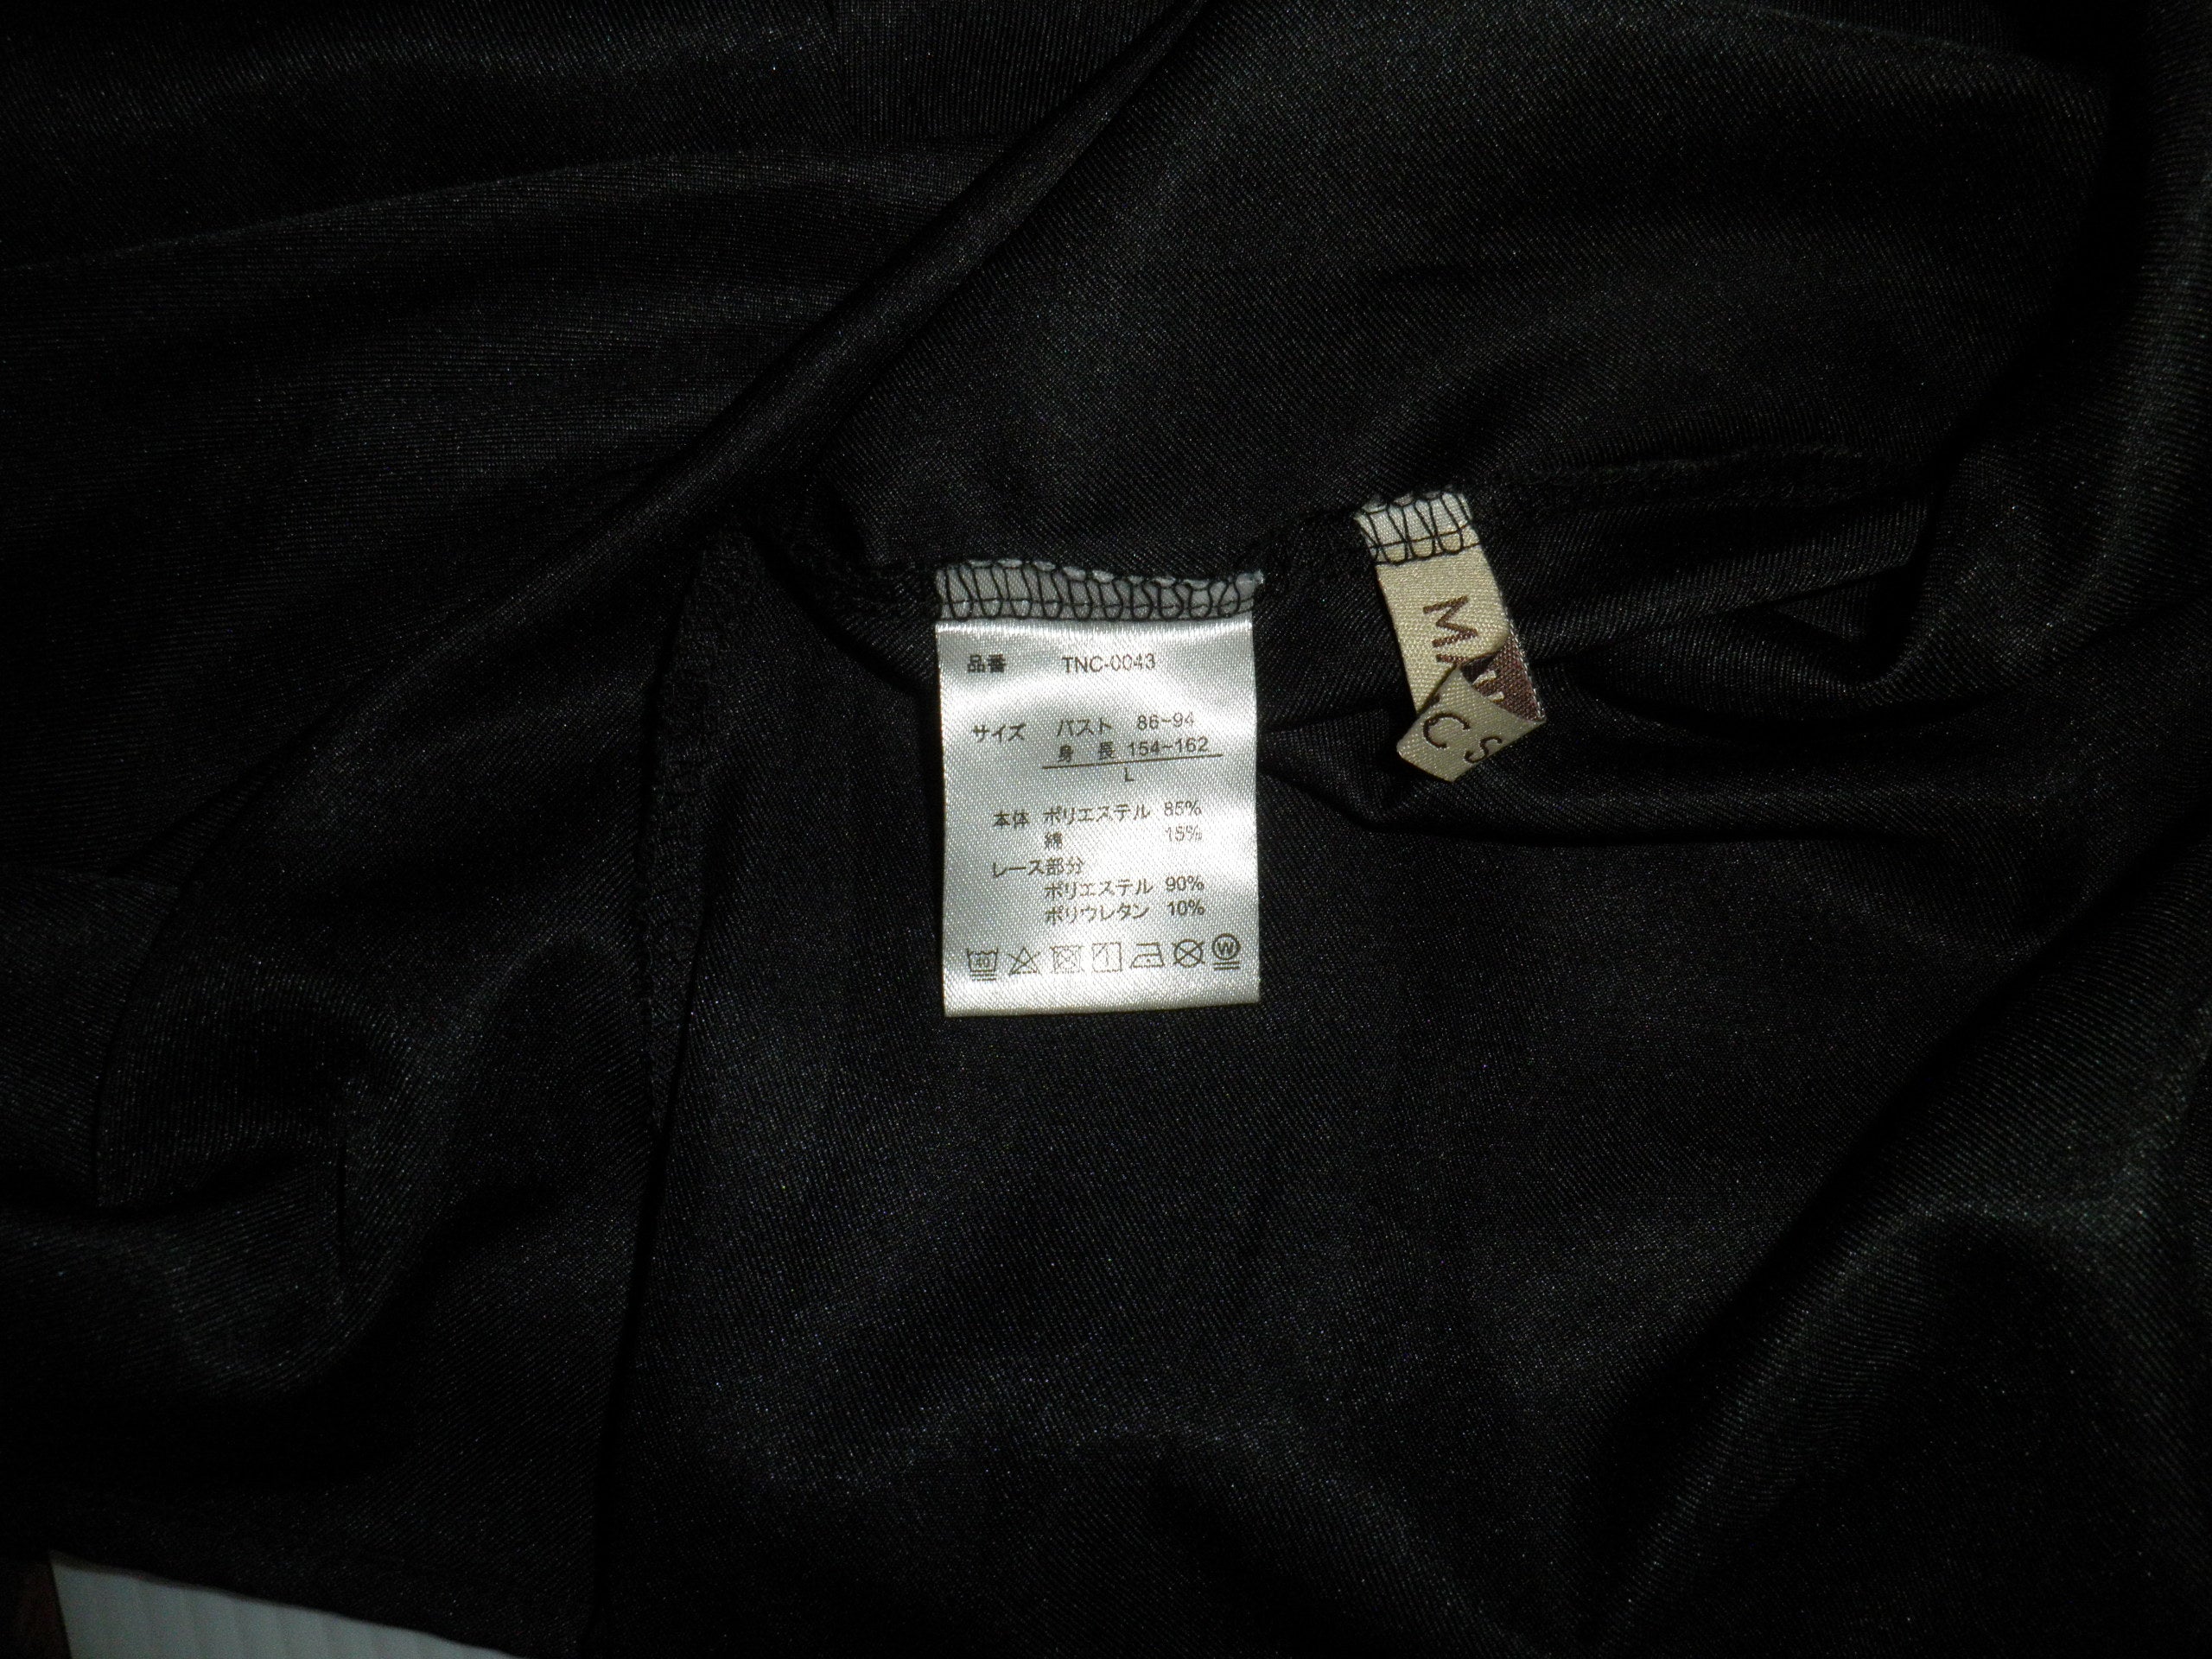 品番 TNC-0043
サイズ バスト 86~94
身長 154~162
L
本体 ポリエステル 85%
綿 15%
レース部分
ポリエステル 90%
ポリウレタン 10%
40 W